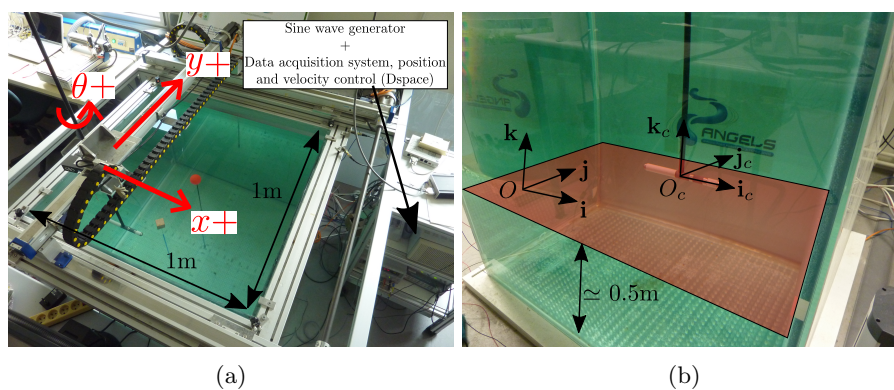 Sine wave generator
+
Data acquisition system, position
and velocity control (Dspace)
y+
θ+
x+
1m
1m
k
j
O
i
k_c
j_c
O_c
i_c
ANGELS
≃ 0.5m
(a)
(b)